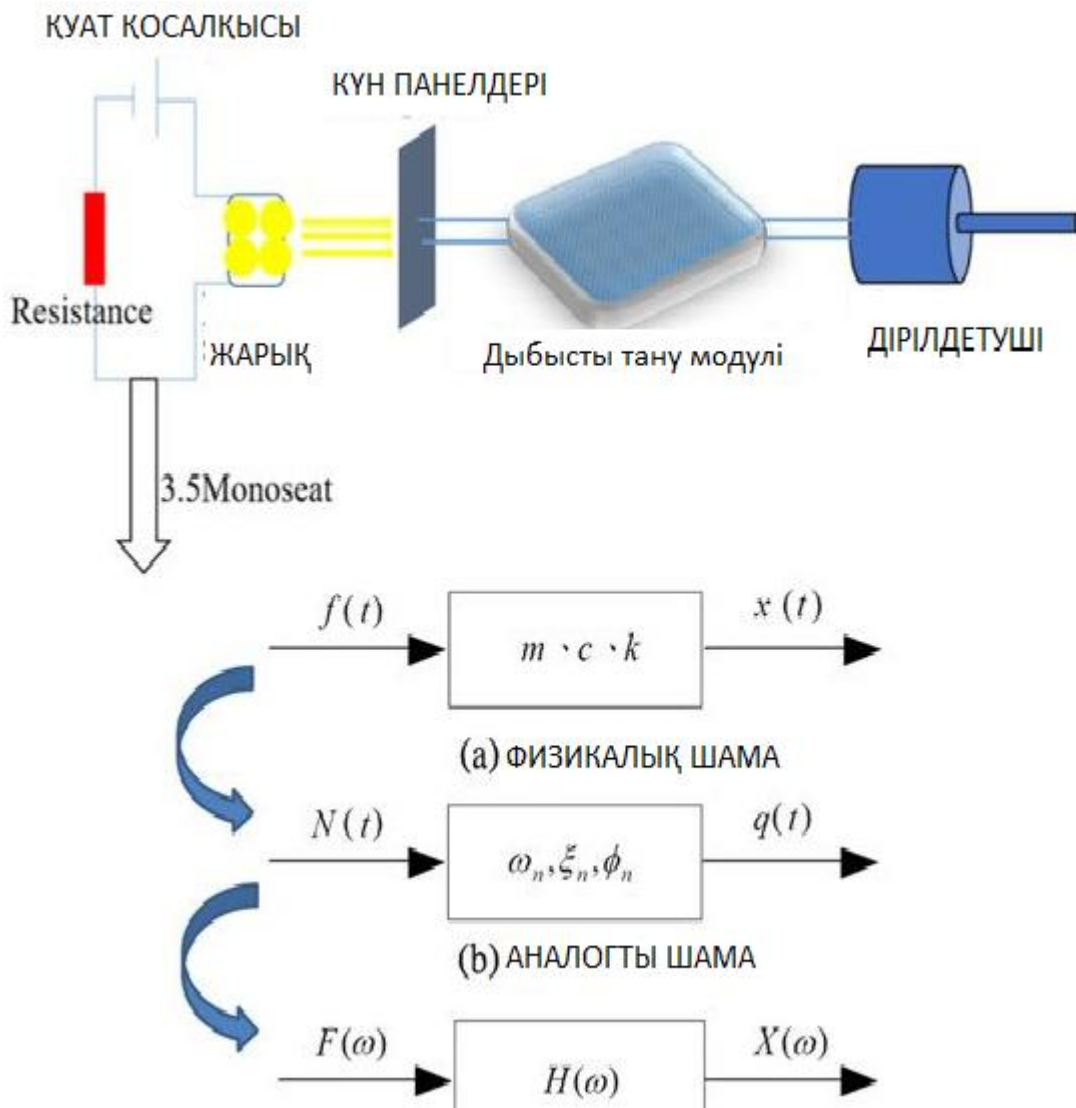 ҚУАТ ҚОСАЛҚЫСЫ
КҮН ПАНЕЛДЕРІ
Resistance
ЖАРЫҚ
Дыбысты тану модулі
ДІРІЛДЕТУШІ
3.5Monoseat
f(t)
m、c、k
x(t)
(a) ФИЗИКАЛЫҚ ШАМА
N(t)
ωₙ,ξₙ,ϕₙ
q(t)
(b) АНАЛОГТЫ ШАМА
F(ω)
H(ω)
X(ω)